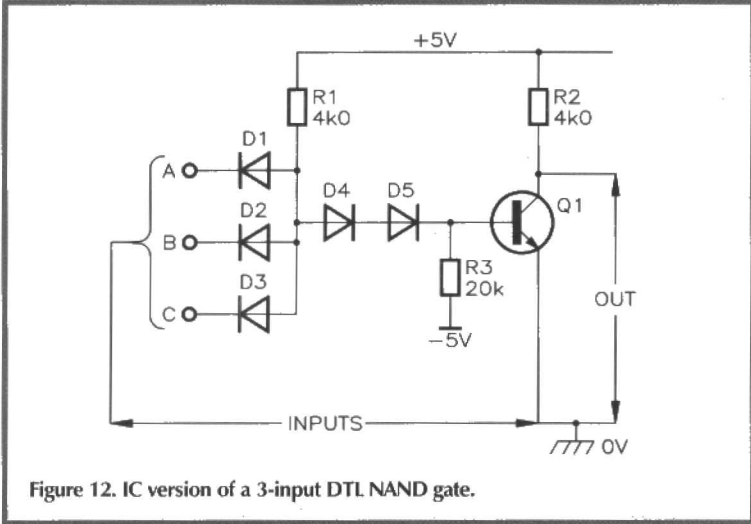 +5V
R1
4k0
R2
4k0
D1
A
D4
D5
Q1
D2
B
R3
20k
D3
C
OUT
-5V
INPUTS
0V
Figure 12. IC version of a 3-input DTL NAND gate.